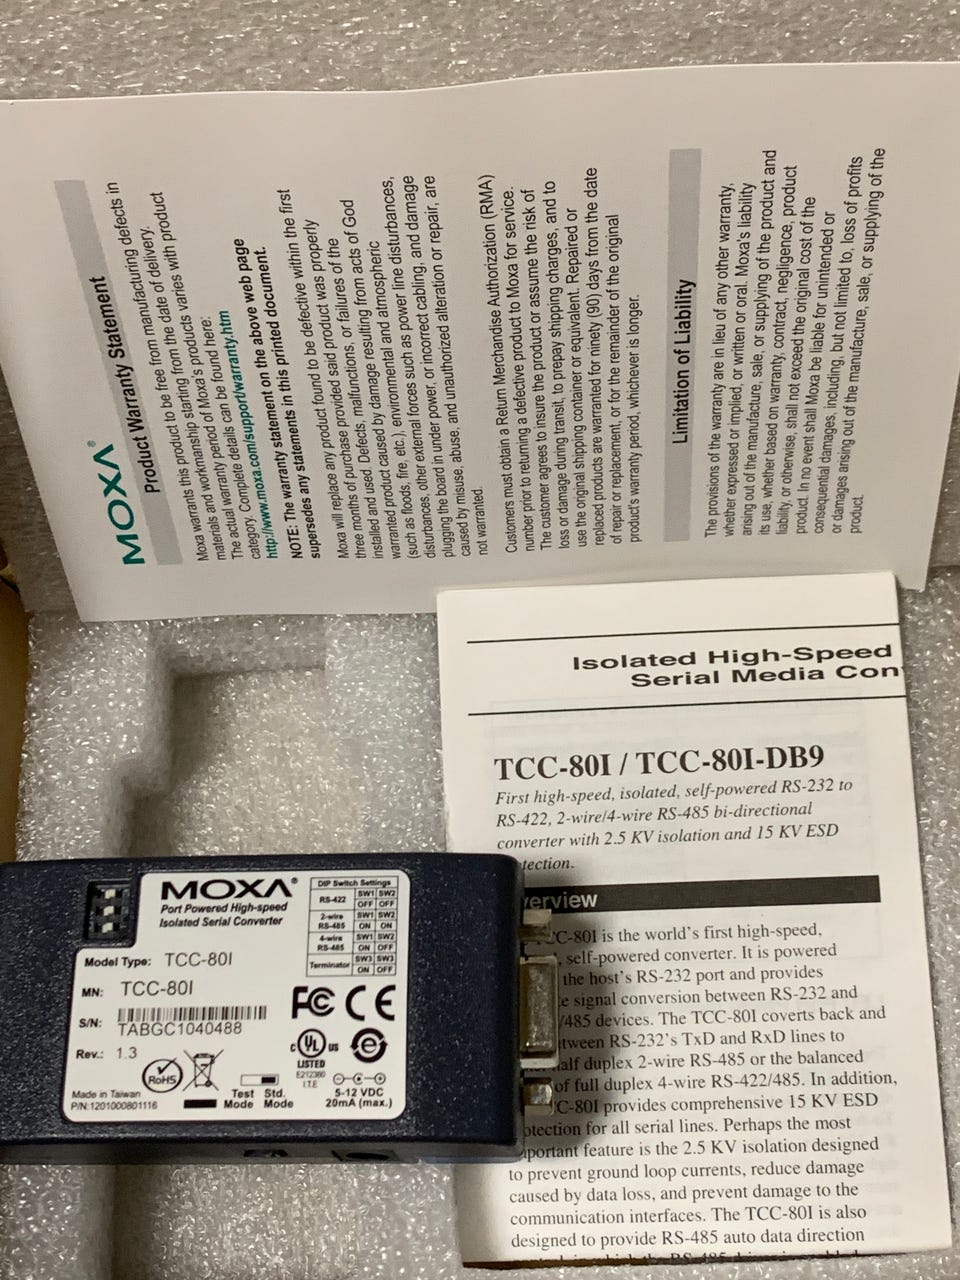 MOXA®
Product Warranty Statement
Moxa warrants this product to be free from manufacturing defects in
materials and workmanship starting from the date of delivery.
The actual warranty period of Moxa's products varies with product
category. Complete details can be found here:
http://www.moxa.com/support/warranty.htm
NOTE: The warranty statement on the above web page
supersedes any statements in this printed document.
Moxa will replace any product found to be defective within the first
three months of purchase provided said product was properly
installed and used. Defects, malfunctions, or failures of the
warranted product caused by damage resulting from acts of God
(such as floods, fire, etc.), environmental and atmospheric
disturbances, other external forces such as power line disturbances,
plugging the board in under power, or incorrect cabling, and damage
caused by misuse, abuse, and unauthorized alteration or repair, are
not warranted.
Customers must obtain a Return Merchandise Authorization (RMA)
number prior to returning a defective product to Moxa for service.
The customer agrees to insure the product or assume the risk of
loss or damage during transit, to prepay shipping charges, and to
use the original shipping container or equivalent. Repaired or
replaced products are warranted for ninety (90) days from the date
of repair or replacement, or for the remainder of the original
product's warranty period, whichever is longer.
Limitation of Liability
The provisions of the warranty are in lieu of any other warranty,
whether expressed or implied, or written or oral. Moxa's liability
arising out of the manufacture, sale, or supplying of the product and
its use, whether based on warranty, contract, negligence, product
liability, or otherwise, shall not exceed the original cost of the
product. In no event shall Moxa be liable for unintended or
consequential damages, including, but not limited to, loss of profits
or damages arising out of the manufacture, sale, or supplying of the
product.
Isolated High-Speed
Serial Media Con
TCC-80I / TCC-80I-DB9
First high-speed, isolated, self-powered RS-232 to
RS-422, 2-wire/4-wire RS-485 bi-directional
converter with 2.5 KV isolation and 15 KV ESD
tection.
erview
C-80I is the world's first high-speed,
, self-powered converter. It is powered
the host's RS-232 port and provides
e signal conversion between RS-232 and
/485 devices. The TCC-80I coverts back and
tween RS-232's TxD and RxD lines to
alf duplex 2-wire RS-485 or the balanced
of full duplex 4-wire RS-422/485. In addition,
C-80I provides comprehensive 15 KV ESD
otection for all serial lines. Perhaps the most
portant feature is the 2.5 KV isolation designed
to prevent ground loop currents, reduce damage
caused by data loss, and prevent damage to the
communication interfaces. The TCC-80I is also
designed to provide RS-485 auto data direction
MOXA®
Port Powered High-speed
Isolated Serial Converter
DIP Switch Settings
RS-422 SW1 SW2
OFF OFF
2-wire RS-485 SW1 SW2
ON ON
4-wire RS-485 SW1 SW2
ON OFF
Terminator SW3 SW3
ON OFF
Model Type: TCC-80I
MN: TCC-80I
S/N: TABGC1040488
Rev.: 1.3
FC CE
c UL us
LISTED
E212360
I.T.E
RoHS
Made in Taiwan
P/N:1201000801116
Test Mode
Std. Mode
5-12 VDC
20mA (max.)